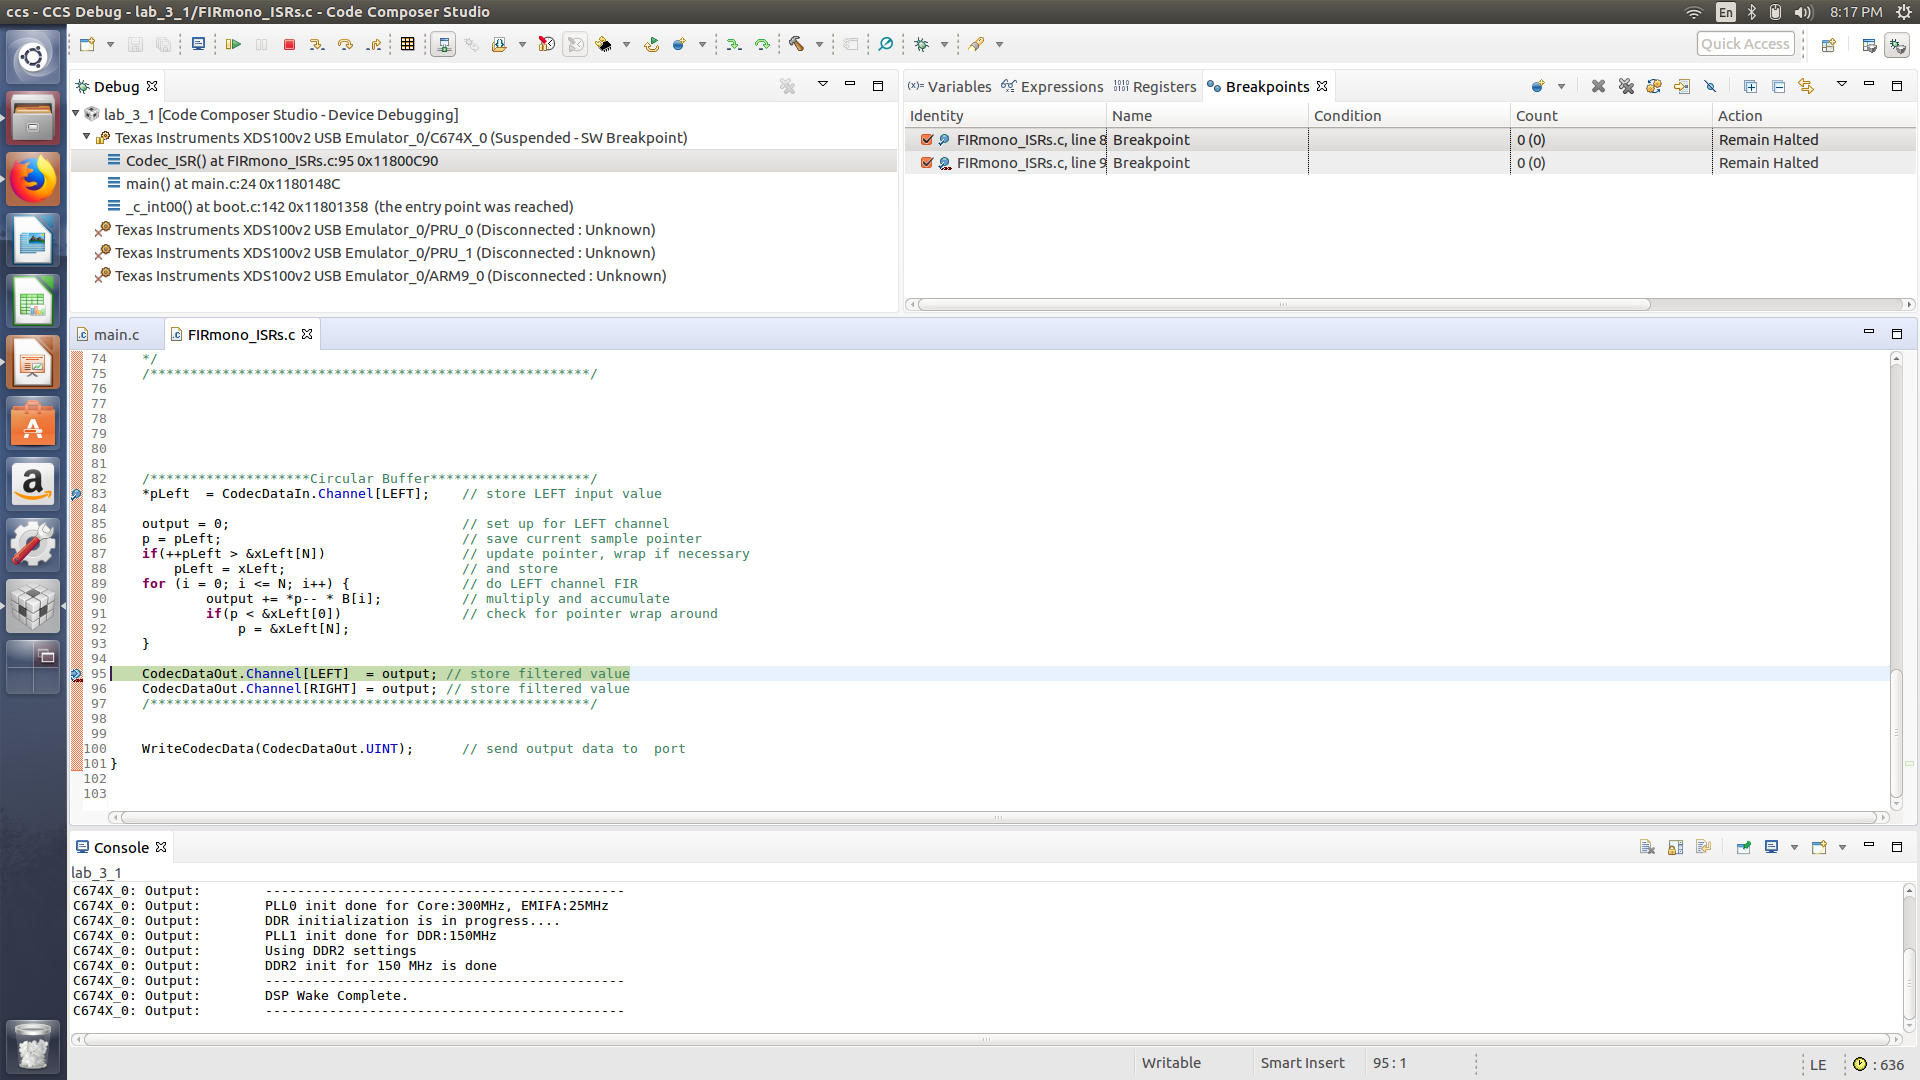 ccs - CCS Debug - lab_3_1/FIRmono_ISRs.c - Code Composer Studio
En
8:17 PM
Quick Access
Debug
lab_3_1 [Code Composer Studio - Device Debugging]
Texas Instruments XDS100v2 USB Emulator_0/C674X_0 (Suspended - SW Breakpoint)
Codec_ISR() at FIRmono_ISRs.c:95 0x11800C90
main() at main.c:24 0x1180148C
_c_int00() at boot.c:142 0x11801358 (the entry point was reached)
Texas Instruments XDS100v2 USB Emulator_0/PRU_0 (Disconnected : Unknown)
Texas Instruments XDS100v2 USB Emulator_0/PRU_1 (Disconnected : Unknown)
Texas Instruments XDS100v2 USB Emulator_0/ARM9_0 (Disconnected : Unknown)
(x)= Variables Expressions 1010 0101 Registers Breakpoints
Identity Name Condition Count Action
FIRmono_ISRs.c, line 8 Breakpoint 0 (0) Remain Halted
FIRmono_ISRs.c, line 9 Breakpoint 0 (0) Remain Halted
main.c FIRmono_ISRs.c
74 */
75 /*******************************************************/
76
77
78
79
80
81
82 /********************Circular Buffer********************/
83 *pLeft  = CodecDataIn.Channel[LEFT];    // store LEFT input value
84
85 output = 0;                             // set up for LEFT channel
86 p = pLeft;                              // save current sample pointer
87 if(++pLeft > &xLeft[N])                 // update pointer, wrap if necessary
88     pLeft = xLeft;                      // and store
89 for (i = 0; i <= N; i++) {              // do LEFT channel FIR
90         output += *p-- * B[i];          // multiply and accumulate
91         if(p < &xLeft[0])               // check for pointer wrap around
92             p = &xLeft[N];
93 }
94
95 CodecDataOut.Channel[LEFT]  = output; // store filtered value
96 CodecDataOut.Channel[RIGHT] = output; // store filtered value
97 /*******************************************************/
98
99
100 WriteCodecData(CodecDataOut.UINT);      // send output data to  port
101 }
102
103
Console
lab_3_1
C674X_0: Output:        ---------------------------------------------
C674X_0: Output:        PLL0 init done for Core:300MHz, EMIFA:25MHz
C674X_0: Output:        DDR initialization is in progress....
C674X_0: Output:        PLL1 init done for DDR:150MHz
C674X_0: Output:        Using DDR2 settings
C674X_0: Output:        DDR2 init for 150 MHz is done
C674X_0: Output:        ---------------------------------------------
C674X_0: Output:        DSP Wake Complete.
C674X_0: Output:        ---------------------------------------------
Writable Smart Insert 95 : 1 LE : 636